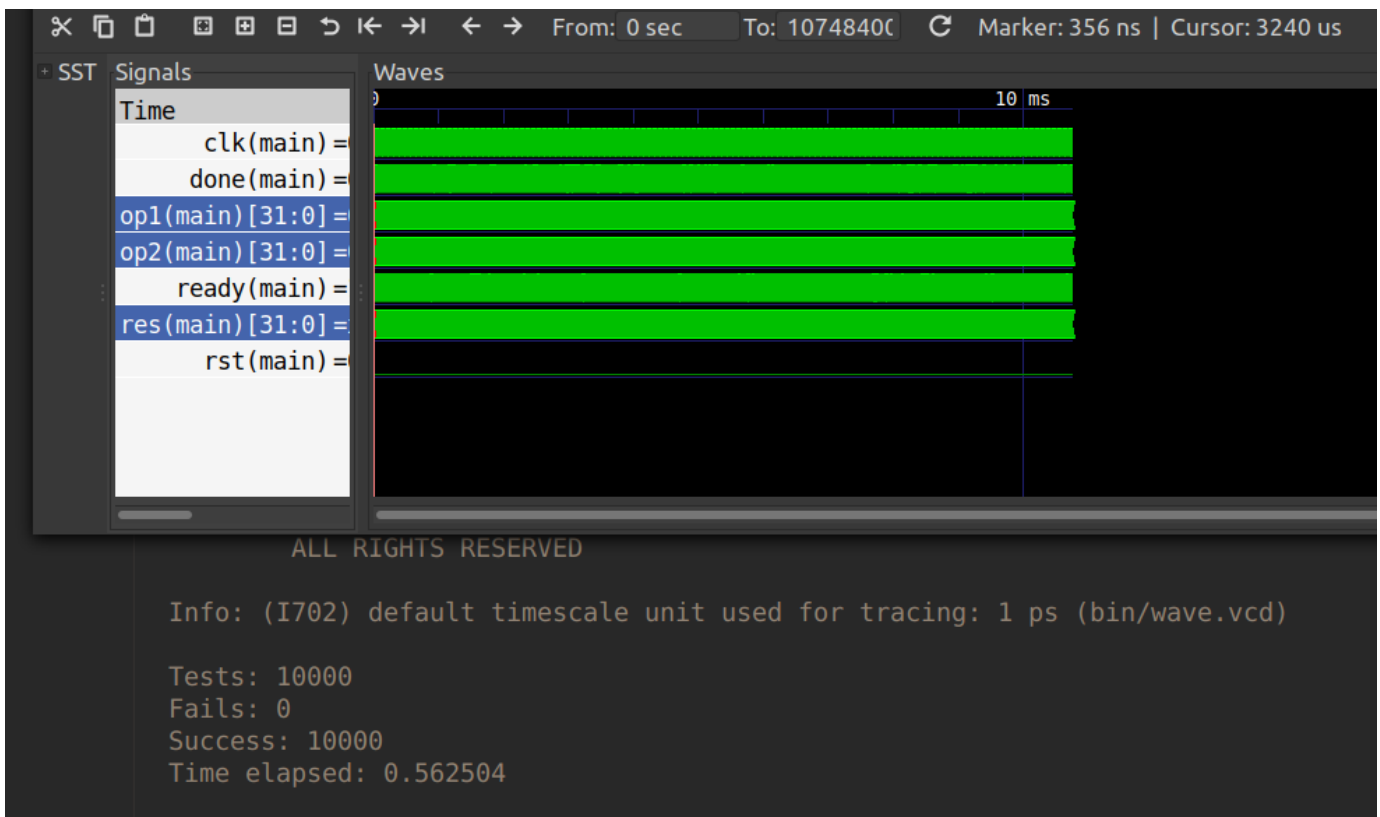 From: 0 sec To: 1074840( Marker: 356 ns | Cursor: 3240 us
SST Signals Waves
Time
0 10 ms
clk(main) =
done(main) =
op1(main)[31:0] =
op2(main)[31:0] =
ready(main) =
res(main)[31:0] =
rst(main) =
ALL RIGHTS RESERVED
Info: (I702) default timescale unit used for tracing: 1 ps (bin/wave.vcd)
Tests: 10000
Fails: 0
Success: 10000
Time elapsed: 0.562504